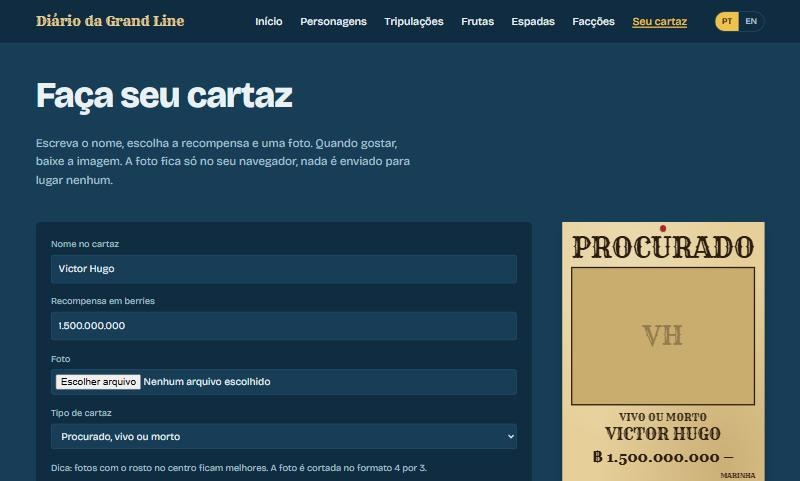 Diário da Grand Line
Início Personagens Tripulações Frutas Espadas Facções Seu cartaz PT EN
Faça seu cartaz
Escreva o nome, escolha a recompensa e uma foto. Quando gostar,
baixe a imagem. A foto fica só no seu navegador, nada é enviado para
lugar nenhum.
Nome no cartaz
Victor Hugo
Recompensa em berries
1.500.000.000
Foto
Escolher arquivo Nenhum arquivo escolhido
Tipo de cartaz
Procurado, vivo ou morto
Dica: fotos com o rosto no centro ficam melhores. A foto é cortada no formato 4 por 3.
PROCURADO
VH
VIVO OU MORTO
VICTOR HUGO
฿ 1.500.000.000 —
MARINHA